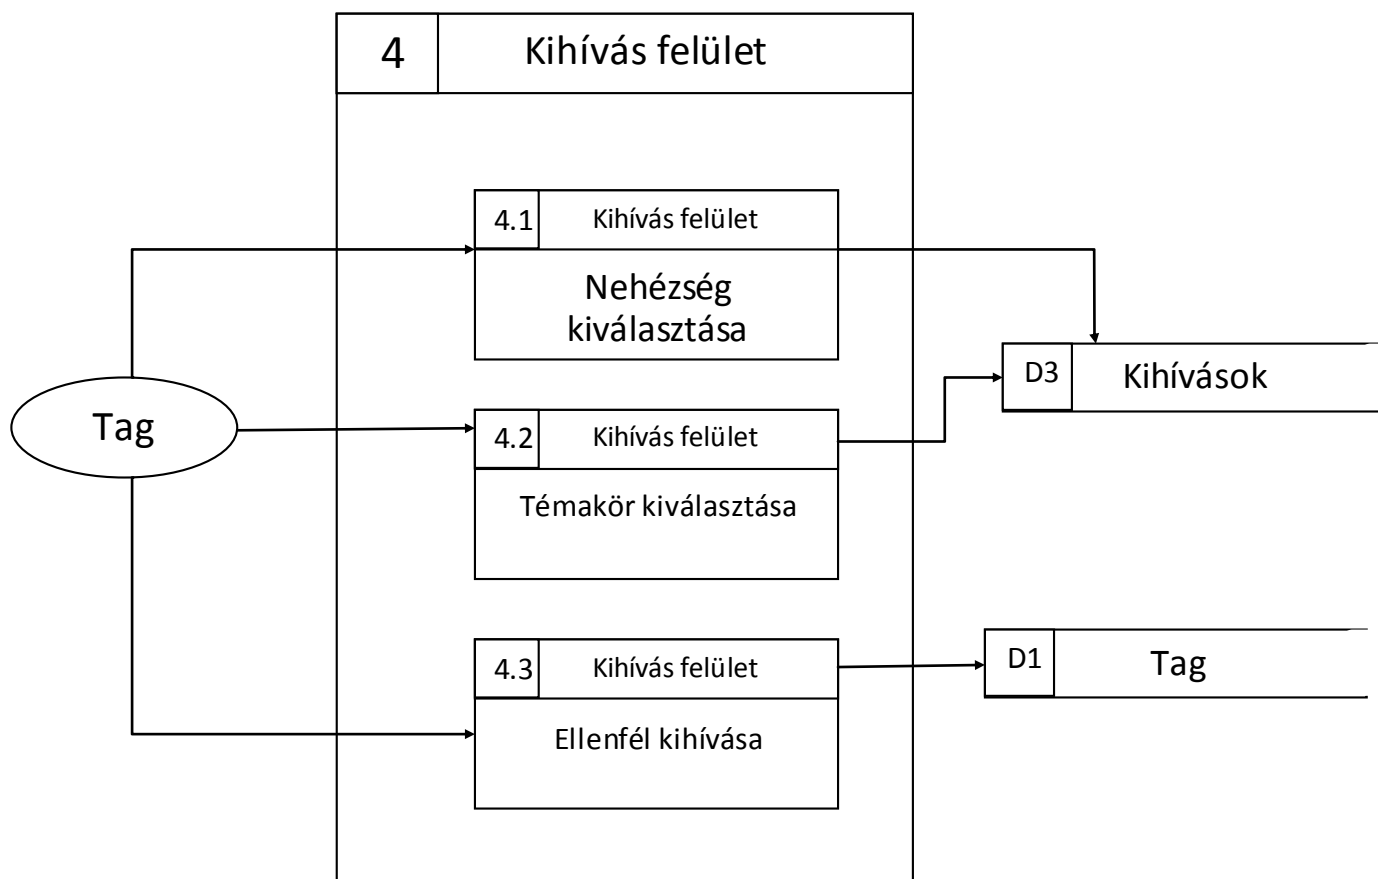 4 Kihívás felület
4.1 Kihívás felület
Nehézség
kiválasztása
D3 Kihívások
Tag
4.2 Kihívás felület
Témakör kiválasztása
4.3 Kihívás felület
Ellenfél kihívása
D1 Tag